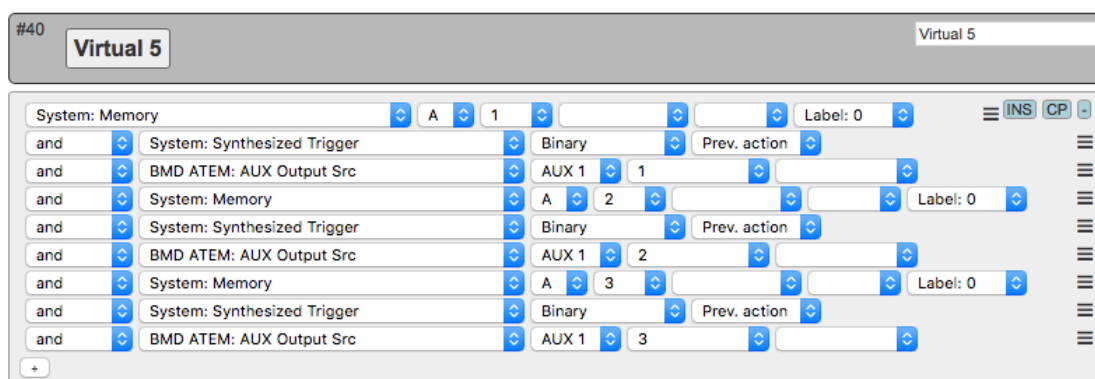 #40
Virtual 5
Virtual 5
System: Memory A 1 Label: 0 INS CP -
and System: Synthesized Trigger Binary Prev. action
and BMD ATEM: AUX Output Src AUX 1 1
and System: Memory A 2 Label: 0
and System: Synthesized Trigger Binary Prev. action
and BMD ATEM: AUX Output Src AUX 1 2
and System: Memory A 3 Label: 0
and System: Synthesized Trigger Binary Prev. action
and BMD ATEM: AUX Output Src AUX 1 3
+